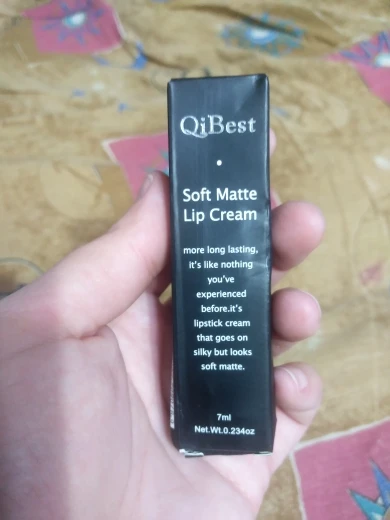 QiBest
Soft Matte
Lip Cream
more long lasting,
it's like nothing
you've
experienced
before.it's
lipstick cream
that goes on
silky but looks
soft matte.
7ml
Net.Wt.0.234oz